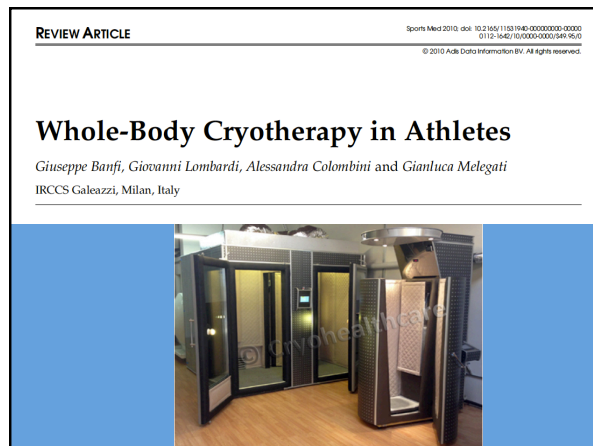 REVIEW ARTICLE
Sports Med 2010; doi: 10.2165/11531940-000000000-00000
0112-1642/10/0000-0000/$49.95/0
© 2010 Adis Data Information BV. All rights reserved.
Whole-Body Cryotherapy in Athletes
Giuseppe Banfi, Giovanni Lombardi, Alessandra Colombini and Gianluca Melegati
IRCCS Galeazzi, Milan, Italy
© Cryohealthcare